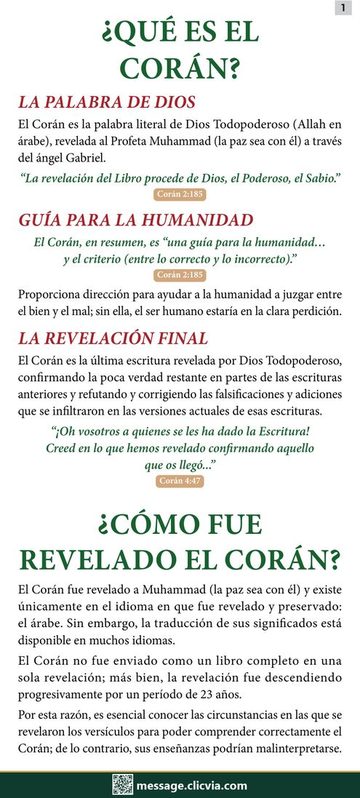 1
¿QUÉ ES EL
CORÁN?
LA PALABRA DE DIOS
El Corán es la palabra literal de Dios Todopoderoso (Allah en
árabe), revelada al Profeta Muhammad (la paz sea con él) a través
del ángel Gabriel.
“La revelación del Libro procede de Dios, el Poderoso, el Sabio.”
Corán 2:185
GUÍA PARA LA HUMANIDAD
El Corán, en resumen, es “una guía para la humanidad…
y el criterio (entre lo correcto y lo incorrecto).”
Corán 2:185
Proporciona dirección para ayudar a la humanidad a juzgar entre
el bien y el mal; sin ella, el ser humano estaría en la clara perdición.
LA REVELACIÓN FINAL
El Corán es la última escritura revelada por Dios Todopoderoso,
confirmando la poca verdad restante en partes de las escrituras
anteriores y refutando y corrigiendo las falsificaciones y adiciones
que se infiltraron en las versiones actuales de esas escrituras.
“¡Oh vosotros a quienes se les ha dado la Escritura!
Creed en lo que hemos revelado confirmando aquello
que os llegó...”
Corán 4:47
¿CÓMO FUE
REVELADO EL CORÁN?
El Corán fue revelado a Muhammad (la paz sea con él) y existe
únicamente en el idioma en que fue revelado y preservado:
el árabe. Sin embargo, la traducción de sus significados está
disponible en muchos idiomas.
El Corán no fue enviado como un libro completo en una
sola revelación; más bien, la revelación fue descendiendo
progresivamente por un período de 23 años.
Por esta razón, es esencial conocer las circunstancias en las que se
revelaron los versículos para poder comprender correctamente el
Corán; de lo contrario, sus enseñanzas podrían malinterpretarse.
message.clicvia.com